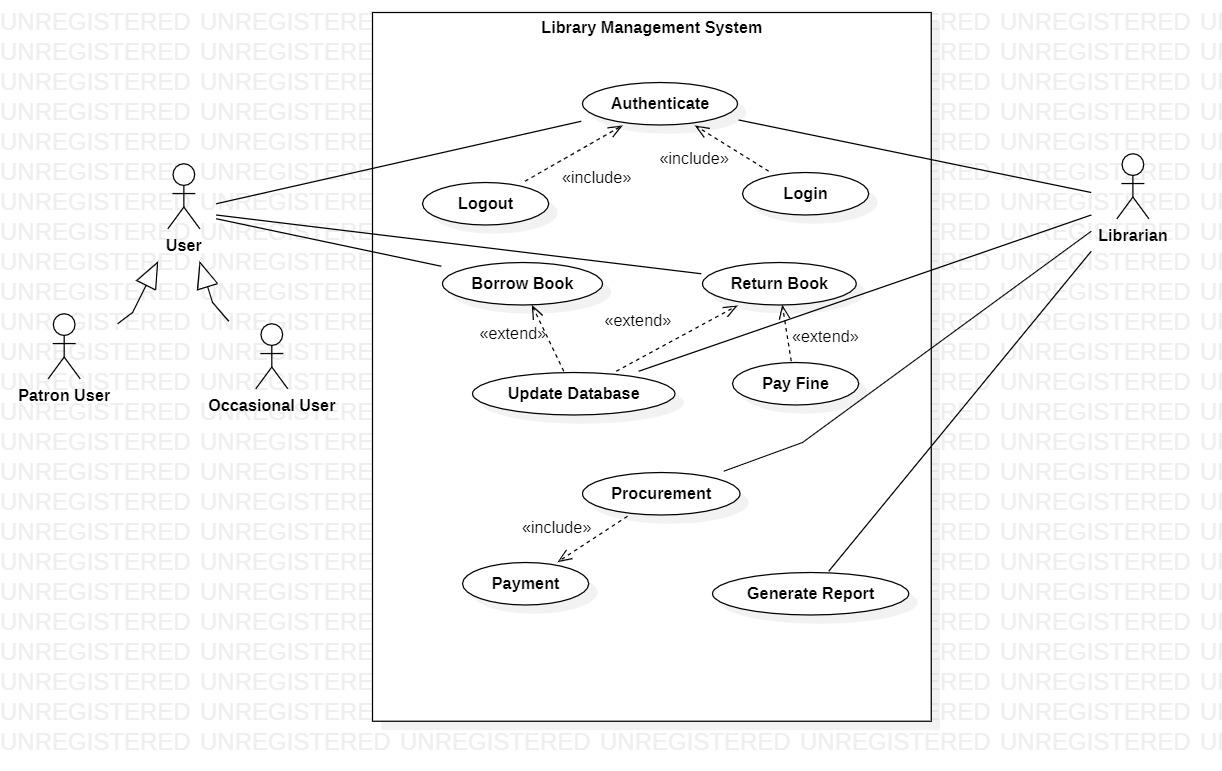 Library Management System
Authenticate
«include»
«include»
Logout
Login
User
Librarian
Borrow Book
Return Book
«extend»
«extend»
«extend»
Patron User
Occasional User
Update Database
Pay Fine
Procurement
«include»
Payment
Generate Report
UNREGISTERED